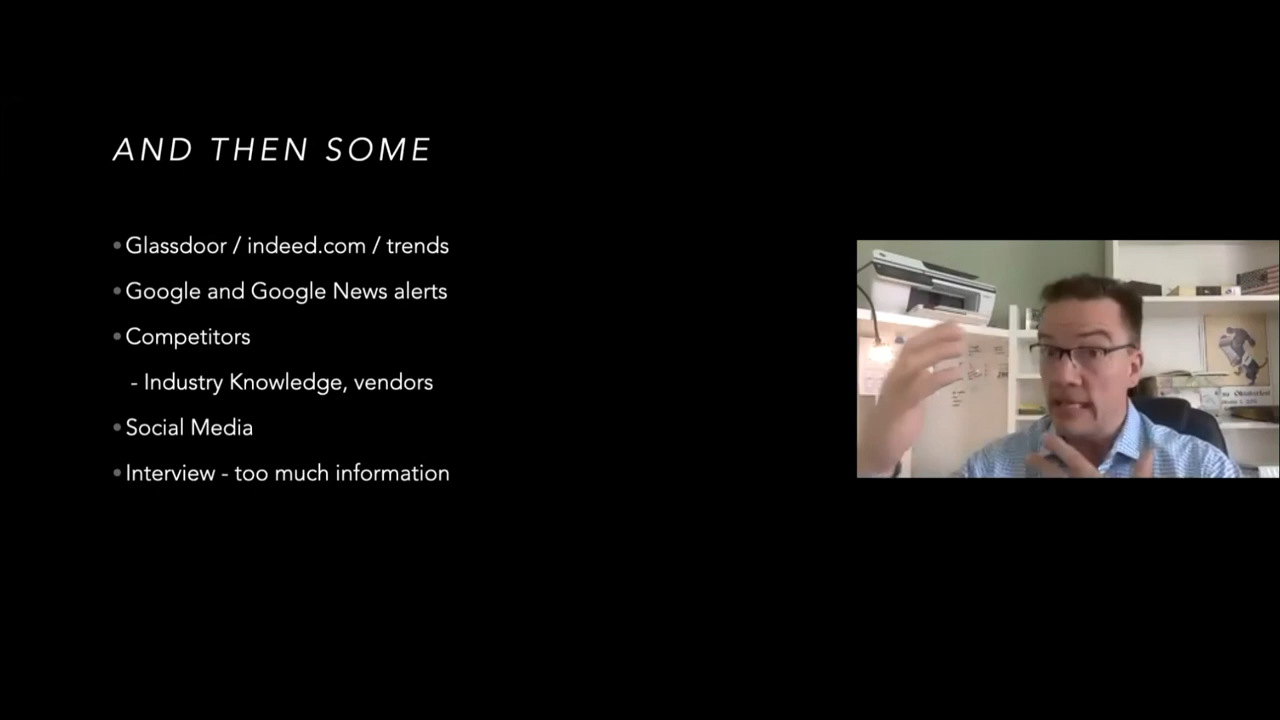 AND THEN SOME
•Glassdoor / indeed.com / trends
•Google and Google News alerts
•Competitors
- Industry Knowledge, vendors
•Social Media
•Interview - too much information
Oktoberfest